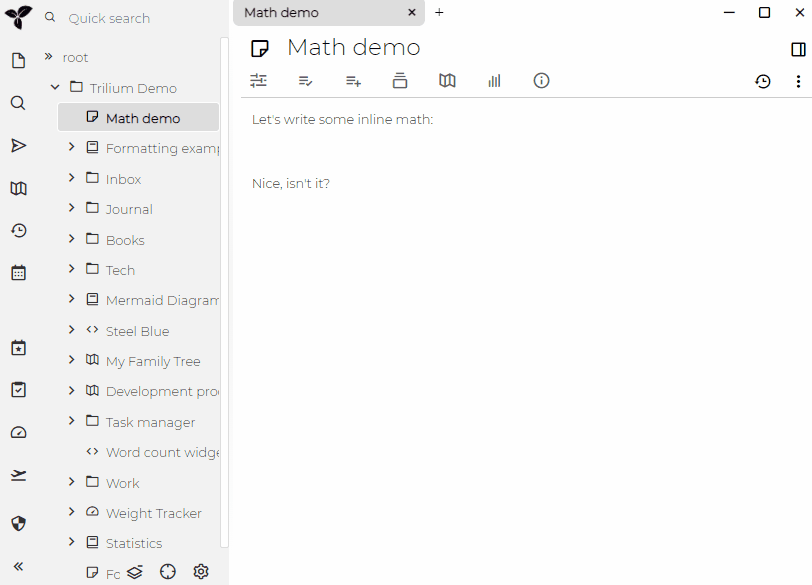 Quick search
root
Trilium Demo
Math demo
Formatting examp
Inbox
Journal
Books
Tech
Mermaid Diagram
Steel Blue
My Family Tree
Development pro
Task manager
Word count widge
Work
Weight Tracker
Statistics
Fo
Math demo
Math demo
Let's write some inline math:
Nice, isn't it?